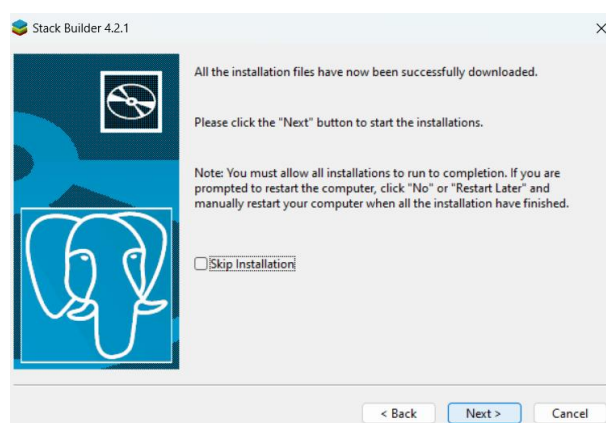 Stack Builder 4.2.1
All the installation files have now been successfully downloaded.
Please click the "Next" button to start the installations.
Note: You must allow all installations to run to completion. If you are
prompted to restart the computer, click "No" or "Restart Later" and
manually restart your computer when all the installation have finished.
Skip Installation
< Back
Next >
Cancel